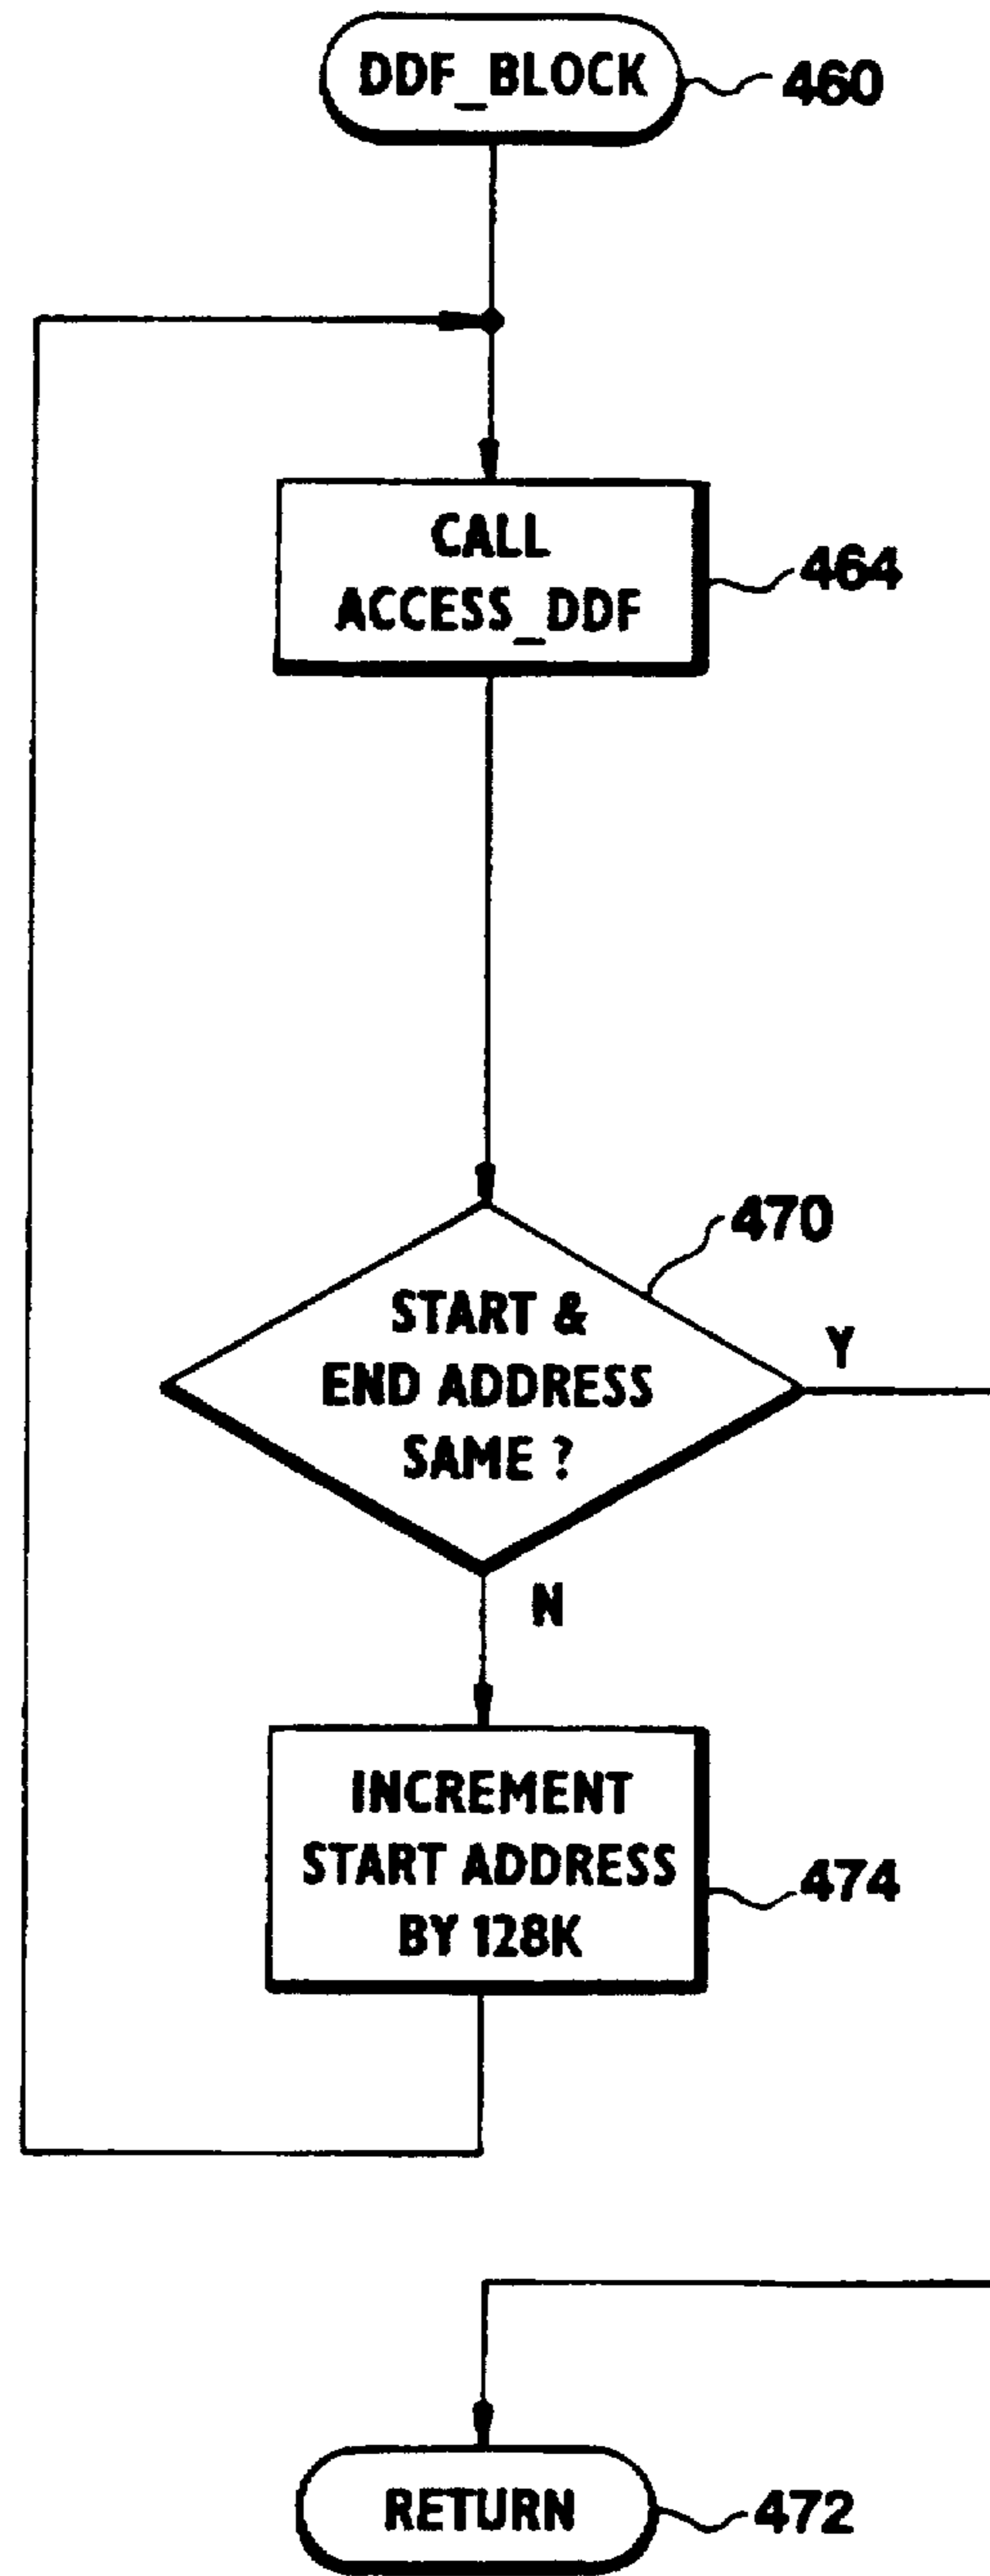 DDF_BLOCK
460
CALL
ACCESS_DDF
464
470
START &
END ADDRESS
SAME ?
Y
N
INCREMENT
START ADDRESS
BY 128K
474
RETURN
472